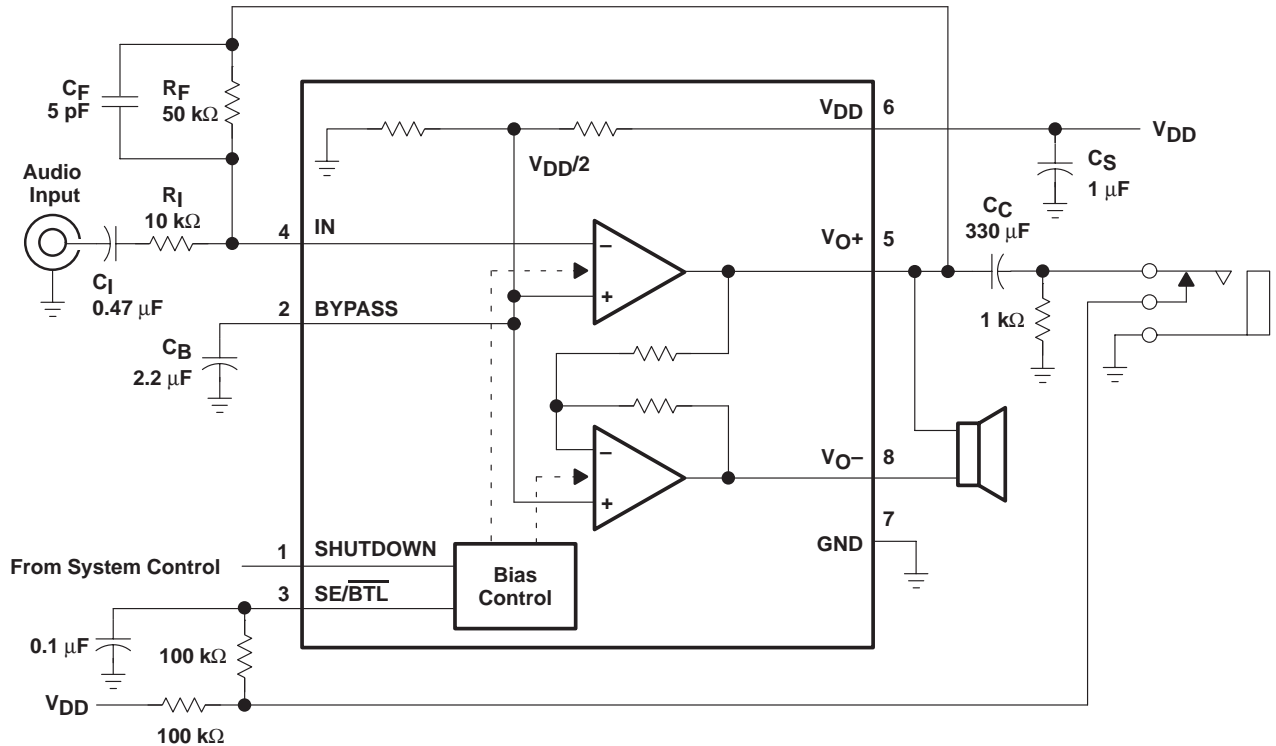 CF
5 pF
RF
50 kΩ
Audio
Input
RI
10 kΩ
CI
0.47 μF
4
IN
2
BYPASS
CB
2.2 μF
VDD/2
VDD
6
VDD
CS
1 μF
VO+
5
CC
330 μF
1 kΩ
−
+
−
+
VO−
8
7
GND
From System Control
1
SHUTDOWN
3
SE/B̅T̅L̅
Bias
Control
0.1 μF
100 kΩ
VDD
100 kΩ